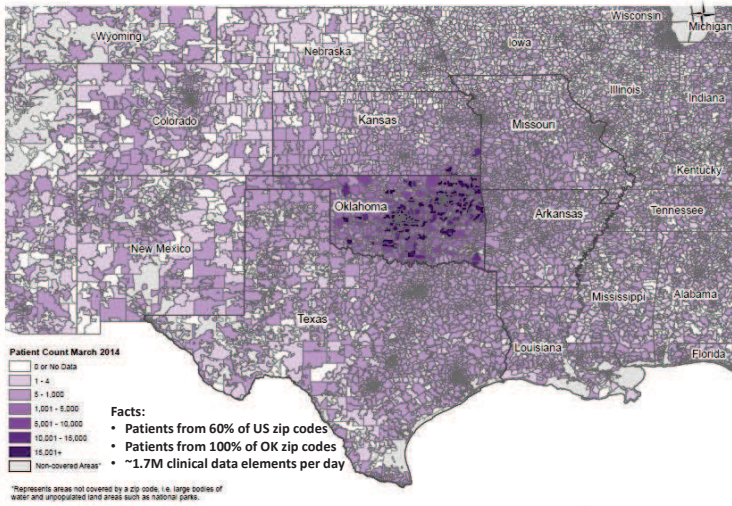 Wisconsin
Michigan
Wyoming
Iowa
Nebraska
Illinois
Indiana
Colorado
Kansas
Missouri
Kentucky
Oklahoma
Arkansas
Tennessee
New Mexico
Mississippi
Alabama
Texas
Louisiana
Florida
Patient Count March 2014
0 or No Data
1 - 4
5 - 1,000
1,001 - 5,000
5,001 - 10,000
10,001 - 15,000
15,001+
Non-covered Areas*
Facts:
• Patients from 60% of US zip codes
• Patients from 100% of OK zip codes
• ~1.7M clinical data elements per day
*Represents areas not covered by a zip code, i.e. large bodies of
water and unpopulated land areas such as national parks.